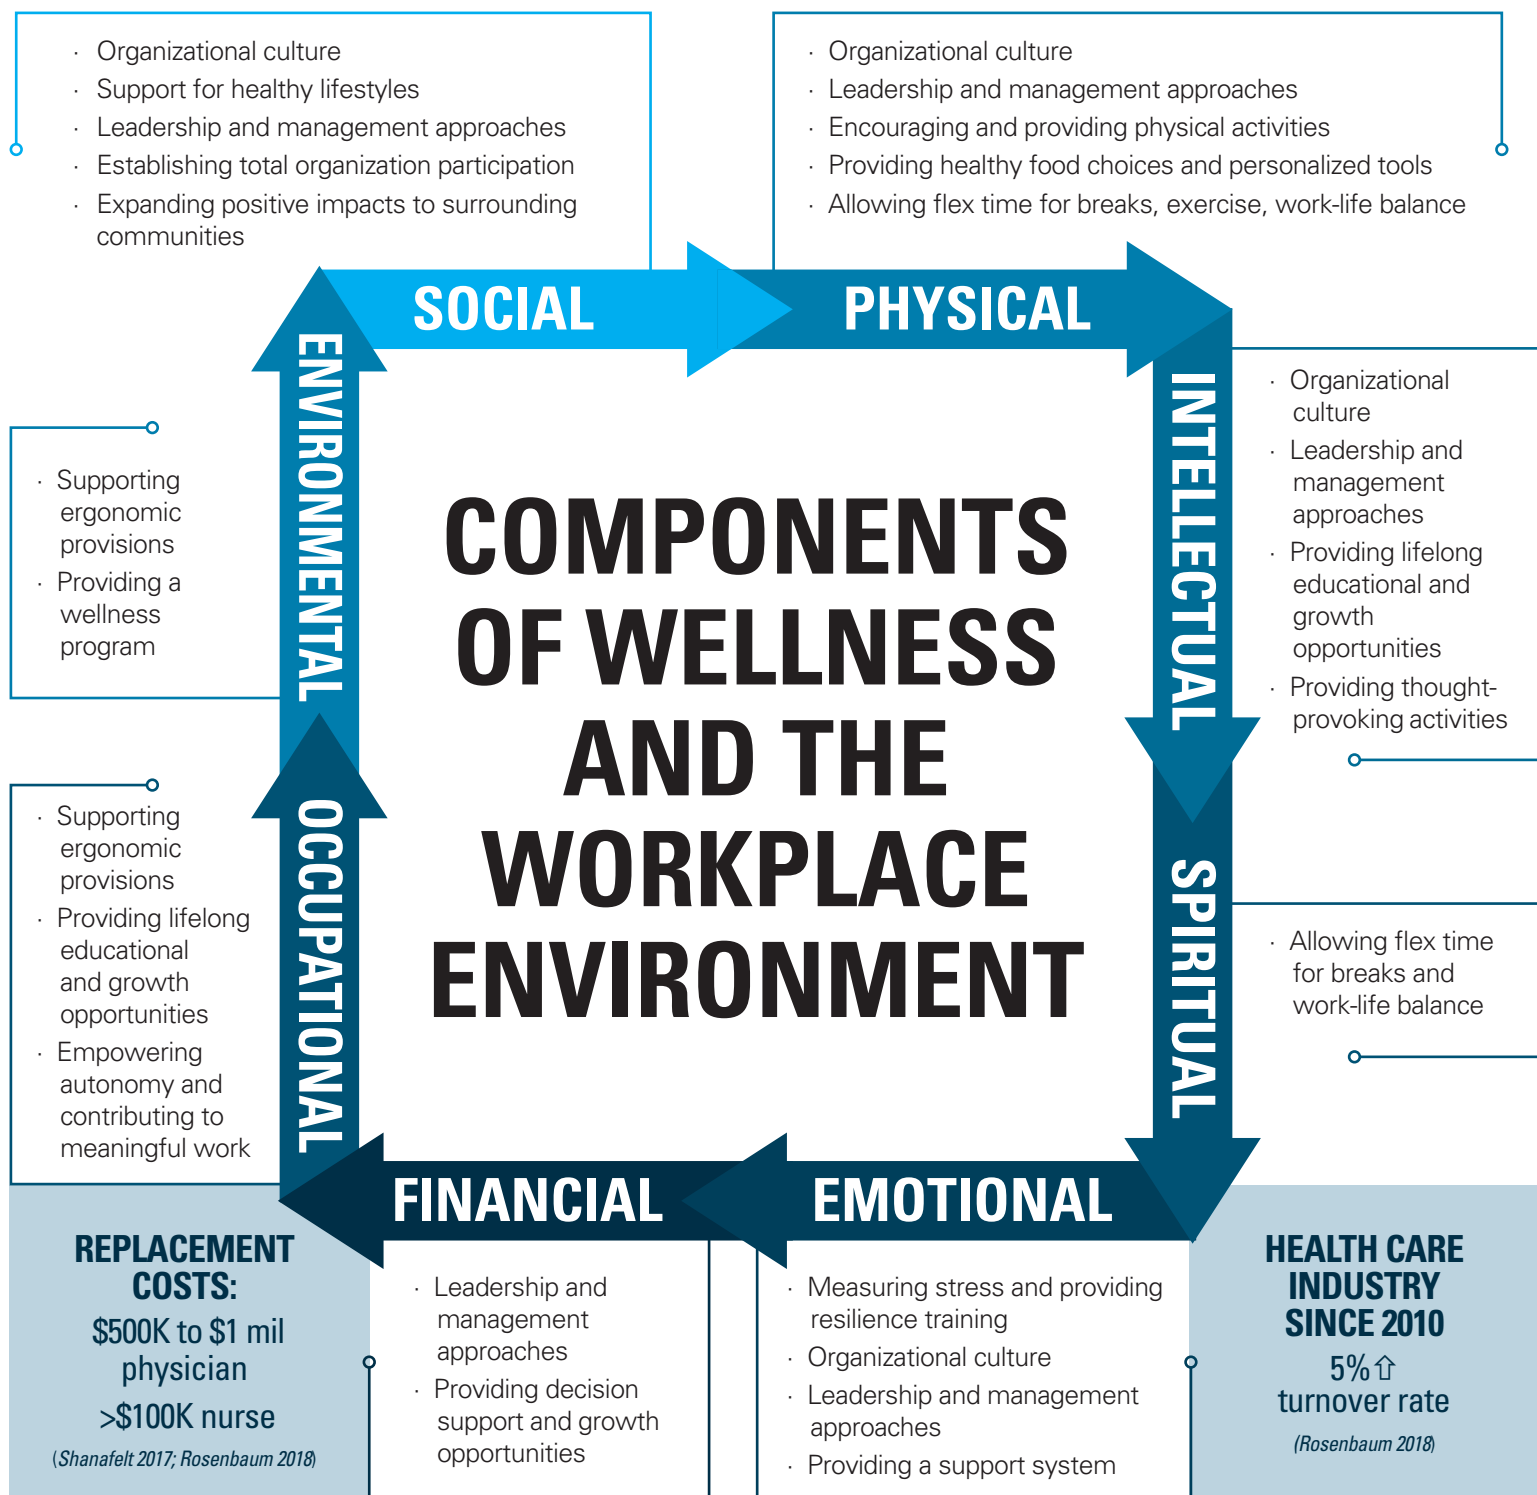 · Organizational culture
· Support for healthy lifestyles
· Leadership and management approaches
· Establishing total organization participation
· Expanding positive impacts to surrounding
communities
· Organizational culture
· Leadership and management approaches
· Encouraging and providing physical activities
· Providing healthy food choices and personalized tools
· Allowing flex time for breaks, exercise, work-life balance
SOCIAL
PHYSICAL
INTELLECTUAL
· Organizational
culture
· Leadership and
management
approaches
· Providing lifelong
educational and
growth
opportunities
· Providing thought-
provoking activities
SPIRITUAL
· Allowing flex time
for breaks and
work-life balance
EMOTIONAL
· Measuring stress and providing
resilience training
· Organizational culture
· Leadership and management
approaches
· Providing a support system
FINANCIAL
· Leadership and
management
approaches
· Providing decision
support and growth
opportunities
OCCUPATIONAL
· Supporting
ergonomic
provisions
· Providing lifelong
educational
and growth
opportunities
· Empowering
autonomy and
contributing to
meaningful work
ENVIRONMENTAL
· Supporting
ergonomic
provisions
· Providing a
wellness
program
COMPONENTS
OF WELLNESS
AND THE
WORKPLACE
ENVIRONMENT
REPLACEMENT
COSTS:
$500K to $1 mil
physician
>$100K nurse
(Shanafelt 2017; Rosenbaum 2018)
HEALTH CARE
INDUSTRY
SINCE 2010
5%⇧
turnover rate
(Rosenbaum 2018)